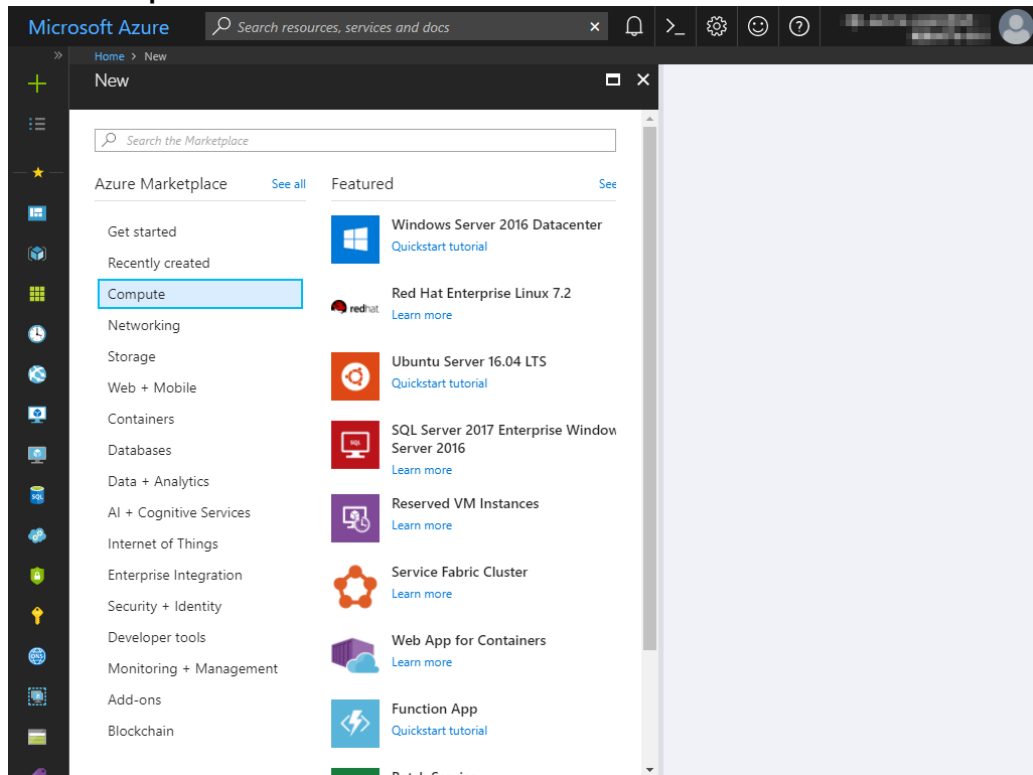 Microsoft Azure
Search resources, services and docs
Home > New
New
Search the Marketplace
Azure Marketplace
See all
Get started
Recently created
Compute
Networking
Storage
Web + Mobile
Containers
Databases
Data + Analytics
AI + Cognitive Services
Internet of Things
Enterprise Integration
Security + Identity
Developer tools
Monitoring + Management
Add-ons
Blockchain
Featured
See
Windows Server 2016 Datacenter
Quickstart tutorial
redhat
Red Hat Enterprise Linux 7.2
Learn more
Ubuntu Server 16.04 LTS
Quickstart tutorial
SQL
SQL Server 2017 Enterprise Window
Server 2016
Learn more
Reserved VM Instances
Learn more
Service Fabric Cluster
Learn more
Web App for Containers
Learn more
Function App
Quickstart tutorial
SQL
DNS